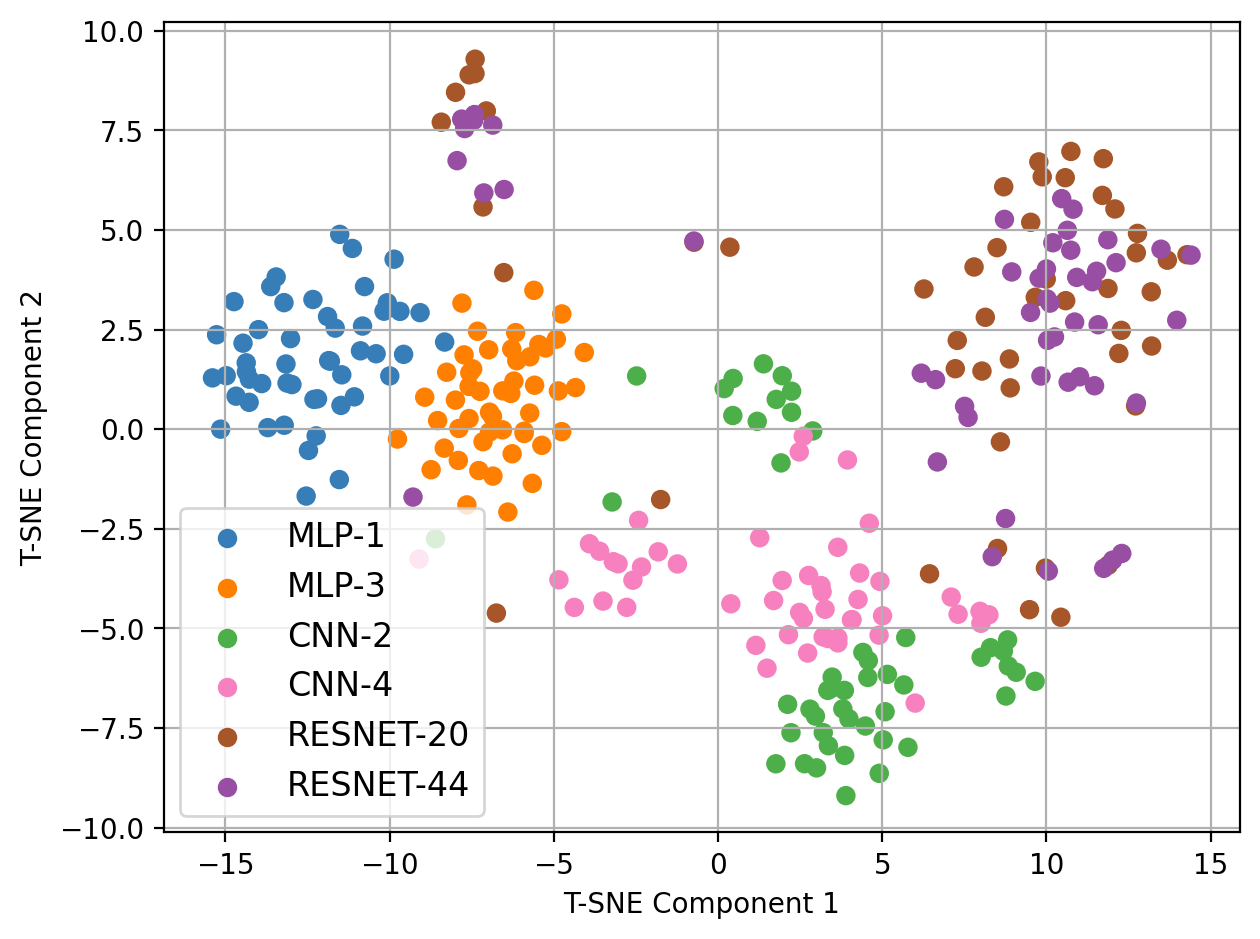 10.0
7.5
5.0
2.5
0.0
−2.5
−5.0
−7.5
−10.0
T-SNE Component 2
MLP-1
MLP-3
CNN-2
CNN-4
RESNET-20
RESNET-44
−15 −10 −5 0 5 10 15
T-SNE Component 1